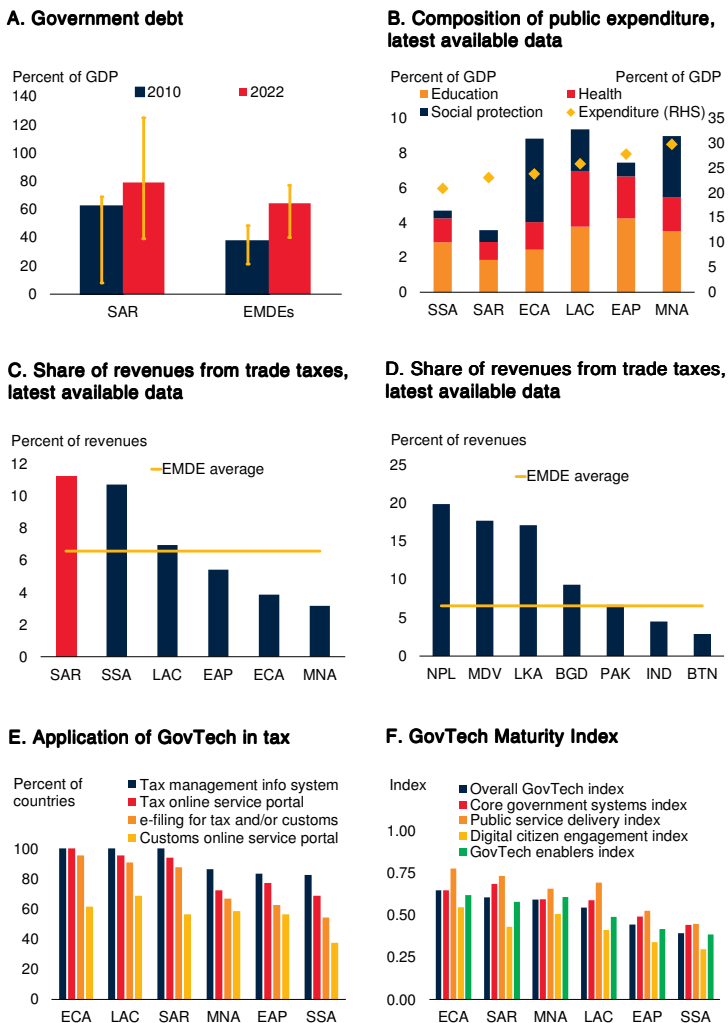 A. Government debt
Percent of GDP
2010
2022
140
120
100
80
60
40
20
0
SAR
EMDEs
B. Composition of public expenditure,
latest available data
Percent of GDP
Percent of GDP
Education
Health
Social protection
Expenditure (RHS)
10
8
6
4
2
0
35
30
25
20
15
10
5
0
SSA
SAR
ECA
LAC
EAP
MNA
C. Share of revenues from trade taxes,
latest available data
Percent of revenues
EMDE average
12
10
8
6
4
2
0
SAR
SSA
LAC
EAP
ECA
MNA
D. Share of revenues from trade taxes,
latest available data
Percent of revenues
EMDE average
25
20
15
10
5
0
NPL
MDV
LKA
BGD
PAK
IND
BTN
E. Application of GovTech in tax
Percent of
countries
Tax management info system
Tax online service portal
e-filing for tax and/or customs
Customs online service portal
100
80
60
40
20
0
ECA
LAC
SAR
MNA
EAP
SSA
F. GovTech Maturity Index
Index
Overall GovTech index
Core government systems index
Public service delivery index
Digital citizen engagement index
GovTech enablers index
1.00
0.75
0.50
0.25
0.00
ECA
SAR
MNA
LAC
EAP
SSA